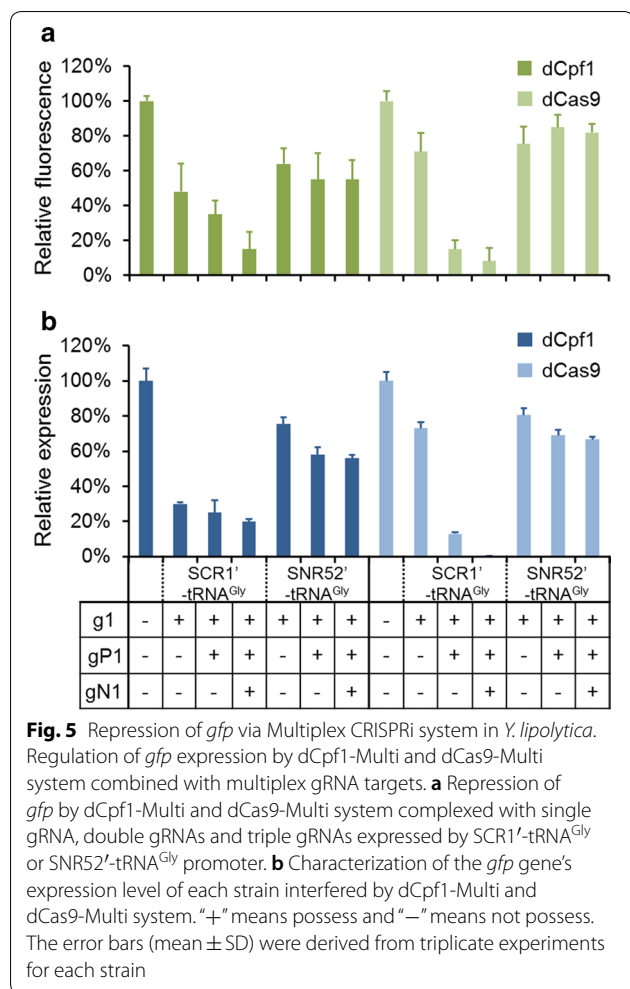 a
120%
100%
80%
60%
40%
20%
0%
Relative fluorescence
dCpf1
dCas9
b
120%
100%
80%
60%
40%
20%
0%
Relative expression
dCpf1
dCas9
SCR1' SNR52' SCR1' SNR52'
-tRNAGly -tRNAGly -tRNAGly -tRNAGly
g1 - + + + + + + - + + + + + +
gP1 - - + + - + + - - + + - + +
gN1 - - - + - - + - - - + - - +
Fig. 5 Repression of gfp via Multiplex CRISPRi system in Y. lipolytica.
Regulation of gfp expression by dCpf1-Multi and dCas9-Multi
system combined with multiplex gRNA targets. a Repression of
gfp by dCpf1-Multi and dCas9-Multi system complexed with single
gRNA, double gRNAs and triple gRNAs expressed by SCR1′-tRNAGly
or SNR52′-tRNAGly promoter. b Characterization of the gfp gene's
expression level of each strain interfered by dCpf1-Multi and
dCas9-Multi system. "+" means possess and "−" means not possess.
The error bars (mean ± SD) were derived from triplicate experiments
for each strain